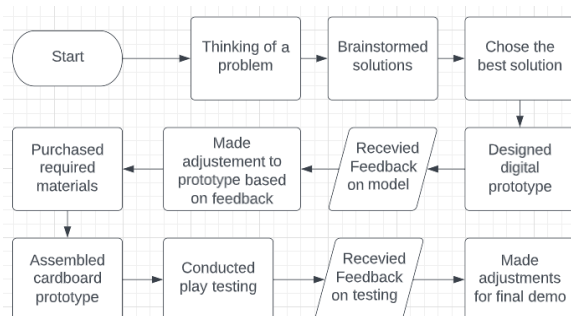 Start
Thinking of a
problem
Brainstormed
solutions
Chose the
best solution
Purchased
required
materials
Made
adjustement to
prototype based
on feedback
Recevied
Feedback
on model
Designed
digital
prototype
Assembled
cardboard
prototype
Conducted
play testing
Recevied
Feedback
on testing
Made
adjustments
for final demo